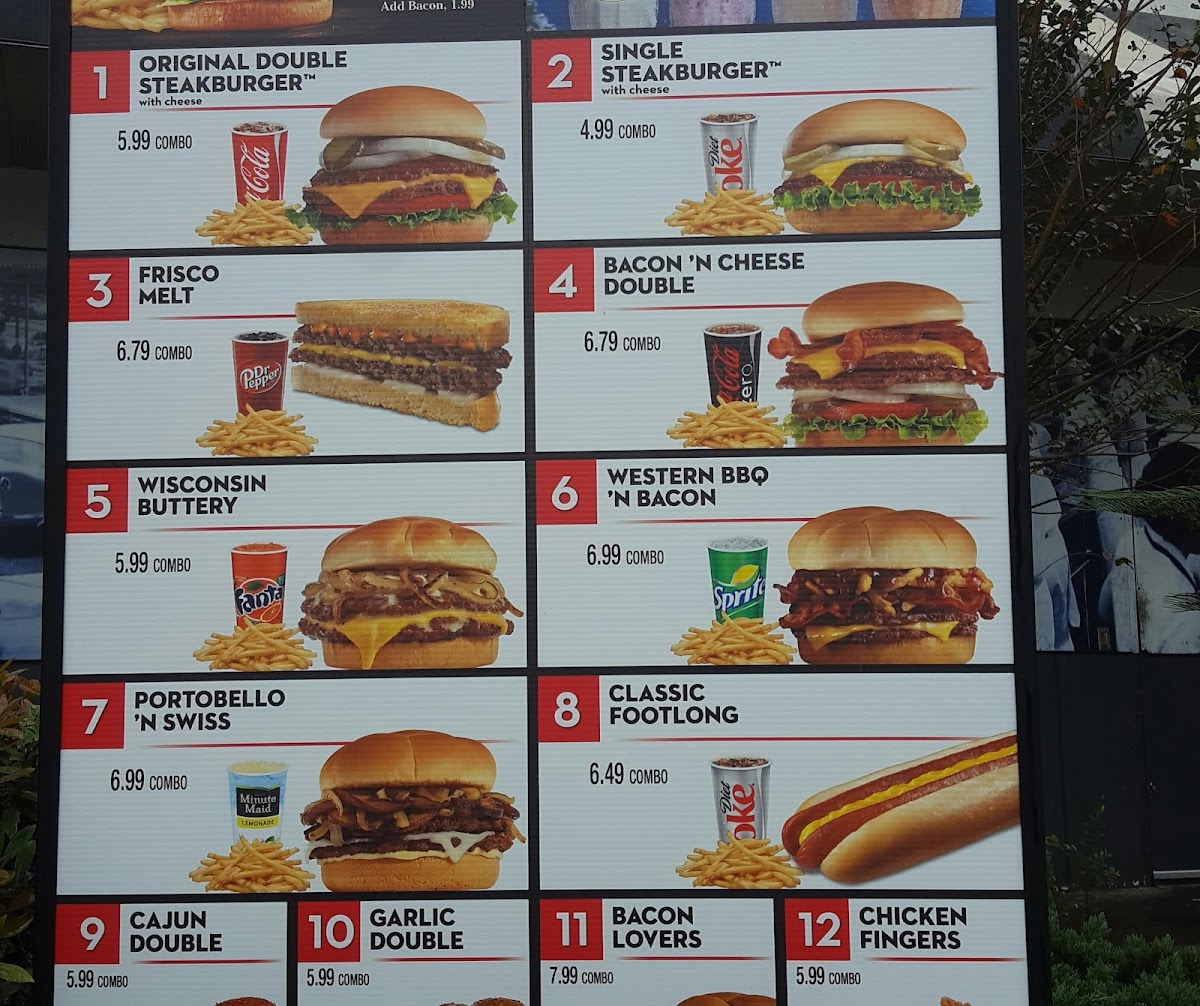 Add Bacon, 1.99
1
ORIGINAL DOUBLE
STEAKBURGER™
with cheese
5.99 COMBO
Coca-Cola
2
SINGLE
STEAKBURGER™
with cheese
4.99 COMBO
Diet
Coke
3
FRISCO
MELT
6.79 COMBO
Dr Pepper
4
BACON 'N CHEESE
DOUBLE
6.79 COMBO
Coca-Cola
zero
5
WISCONSIN
BUTTERY
5.99 COMBO
Fanta
6
WESTERN BBQ
'N BACON
6.99 COMBO
Sprite
7
PORTOBELLO
'N SWISS
6.99 COMBO
Minute
Maid
LEMONADE
8
CLASSIC
FOOTLONG
6.49 COMBO
Diet
Coke
9
CAJUN
DOUBLE
5.99 COMBO
10
GARLIC
DOUBLE
5.99 COMBO
11
BACON
LOVERS
7.99 COMBO
12
CHICKEN
FINGERS
5.99 COMBO